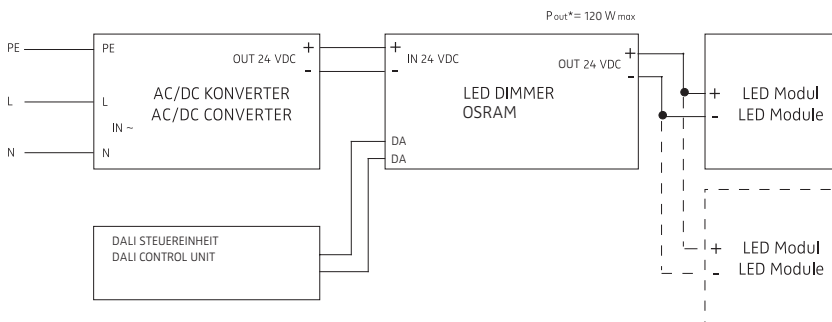 Pout*= 120 W max
PE
PE
OUT 24 VDC
+
-
+
-
IN 24 VDC
OUT 24 VDC
+
-
L
L
AC/DC KONVERTER
AC/DC CONVERTER
IN ~
N
N
LED DIMMER
OSRAM
DA
DA
+ LED Modul
- LED Module
DALI STEUEREINHEIT
DALI CONTROL UNIT
+ LED Modul
- LED Module